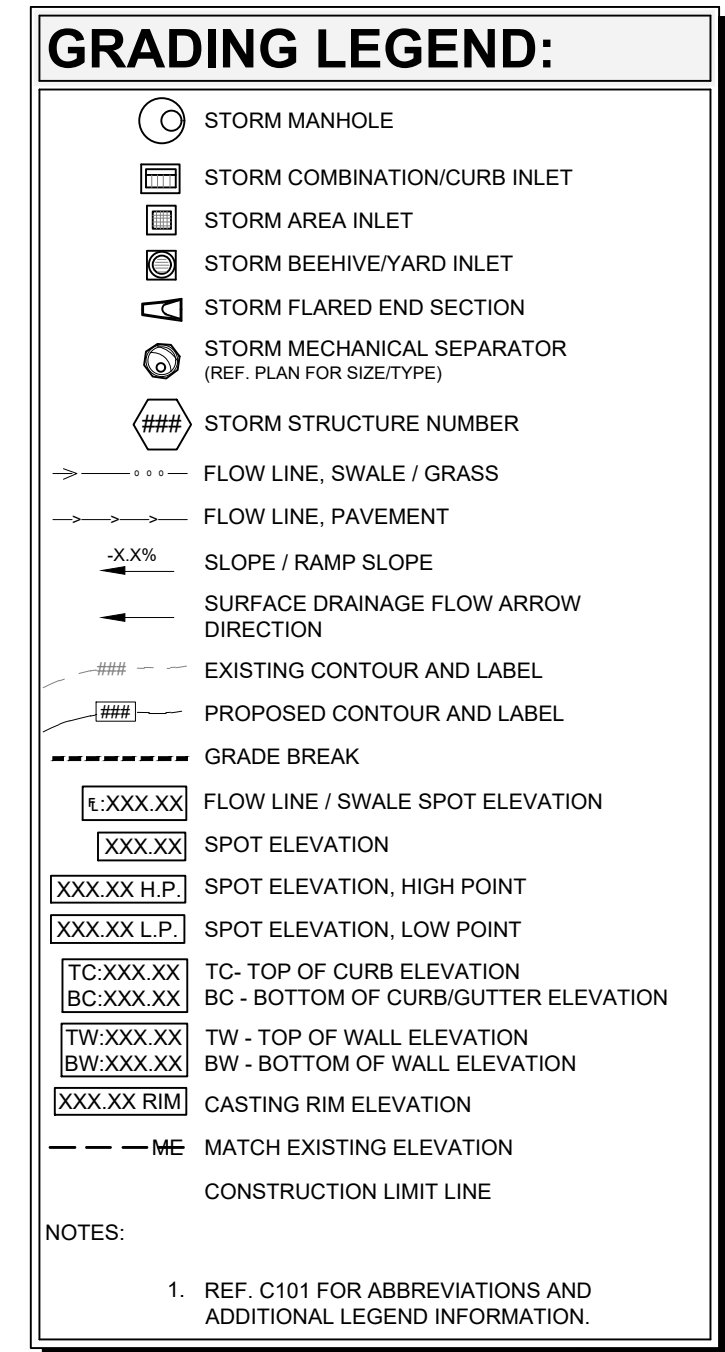 GRADING LEGEND:
STORM MANHOLE
STORM COMBINATION/CURB INLET
STORM AREA INLET
STORM BEEHIVE/YARD INLET
STORM FLARED END SECTION
STORM MECHANICAL SEPARATOR
(REF. PLAN FOR SIZE/TYPE)
### STORM STRUCTURE NUMBER
FLOW LINE, SWALE / GRASS
FLOW LINE, PAVEMENT
-X.X% SLOPE / RAMP SLOPE
SURFACE DRAINAGE FLOW ARROW
DIRECTION
### EXISTING CONTOUR AND LABEL
### PROPOSED CONTOUR AND LABEL
GRADE BREAK
FL:XXX.XX FLOW LINE / SWALE SPOT ELEVATION
XXX.XX SPOT ELEVATION
XXX.XX H.P. SPOT ELEVATION, HIGH POINT
XXX.XX L.P. SPOT ELEVATION, LOW POINT
TC:XXX.XX TC- TOP OF CURB ELEVATION
BC:XXX.XX BC - BOTTOM OF CURB/GUTTER ELEVATION
TW:XXX.XX TW - TOP OF WALL ELEVATION
BW:XXX.XX BW - BOTTOM OF WALL ELEVATION
XXX.XX RIM CASTING RIM ELEVATION
ME MATCH EXISTING ELEVATION
CONSTRUCTION LIMIT LINE
NOTES:
1. REF. C101 FOR ABBREVIATIONS AND
ADDITIONAL LEGEND INFORMATION.